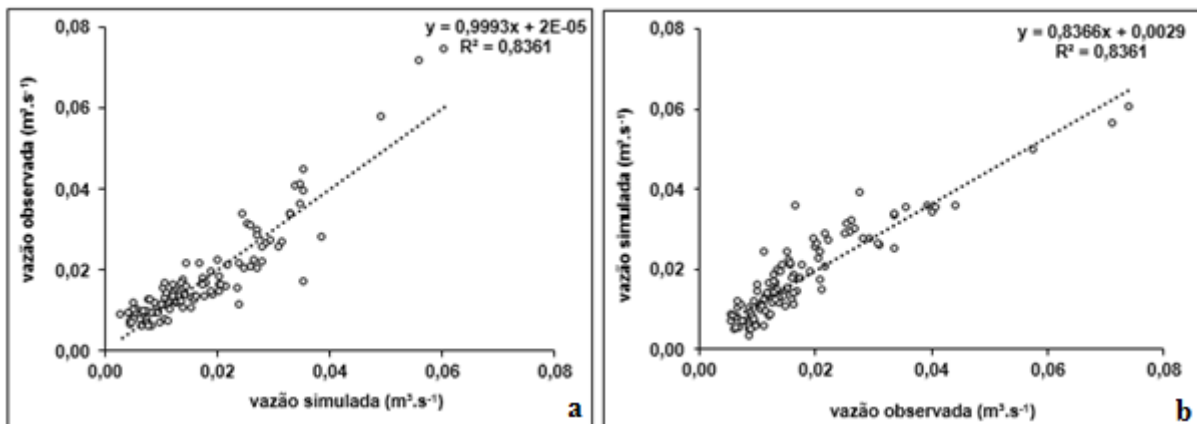 0,08
0,06
0,04
0,02
0,00
0,00 0,02 0,04 0,06 0,08
vazão observada (m³.s⁻¹)
vazão simulada (m³.s⁻¹)
y = 0,9993x + 2E-05
R² = 0,8361
a
0,08
0,06
0,04
0,02
0,00
0,00 0,02 0,04 0,06 0,08
vazão simulada (m³.s⁻¹)
vazão observada (m³.s⁻¹)
y = 0,8366x + 0,0029
R² = 0,8361
b